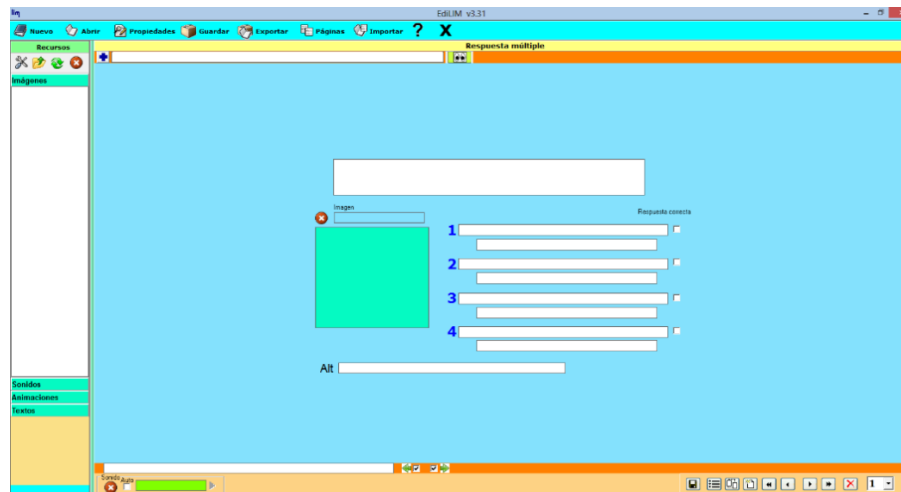 EdiLIM v3.31
Nuevo Abrir Propiedades Guardar Exportar Páginas Importar ? X
Recursos
Respuesta múltiple
Imágenes
Imagen
Respuesta correcta
1
2
3
4
Alt
Sonidos
Animaciones
Textos
Sonido Auto
1